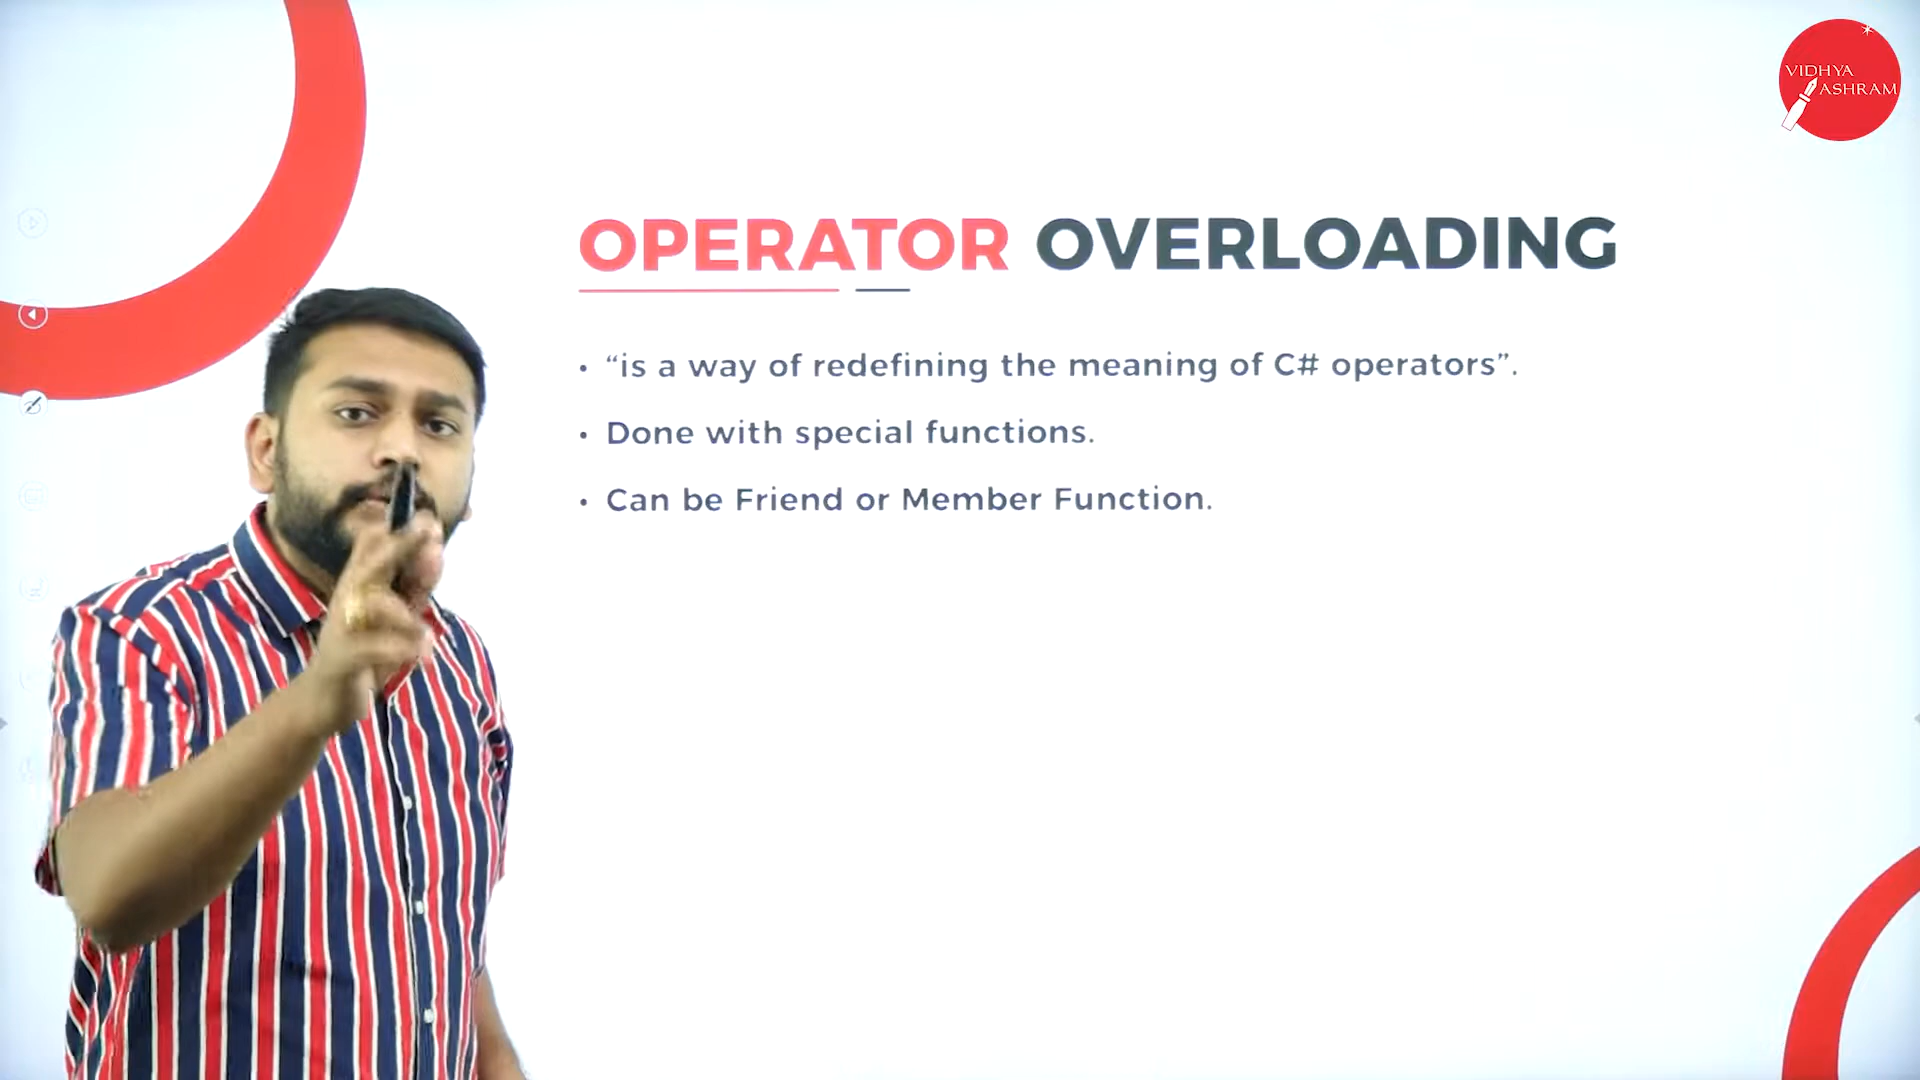 VIDHYA
ASHRAM
OPERATOR OVERLOADING
• “is a way of redefining the meaning of C# operators”.
• Done with special functions.
• Can be Friend or Member Function.